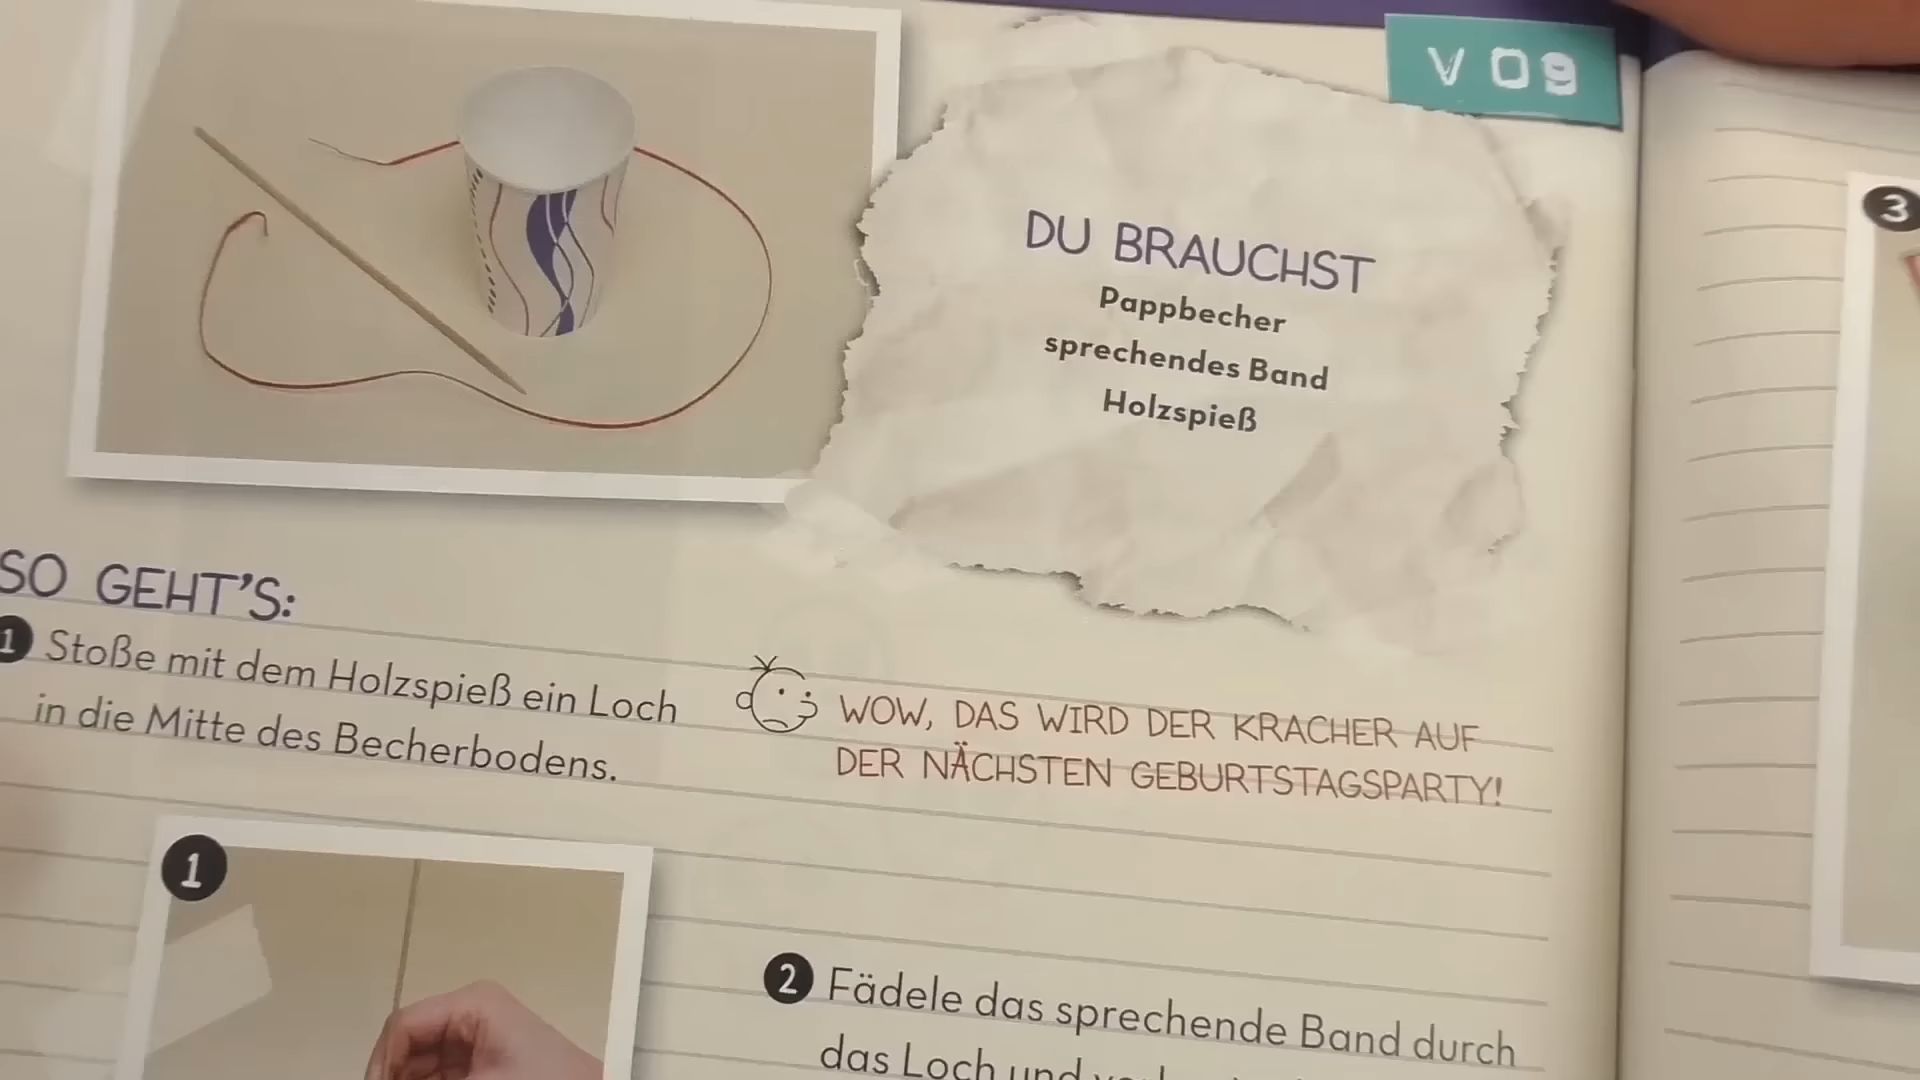 V 09
DU BRAUCHST
Pappbecher
sprechendes Band
Holzspieß
SO GEHT'S:
1 Stoße mit dem Holzspieß ein Loch
in die Mitte des Becherbodens.
WOW, DAS WIRD DER KRACHER AUF
DER NÄCHSTEN GEBURTSTAGSPARTY!
1
2 Fädele das sprechende Band durch
das Loch und
3